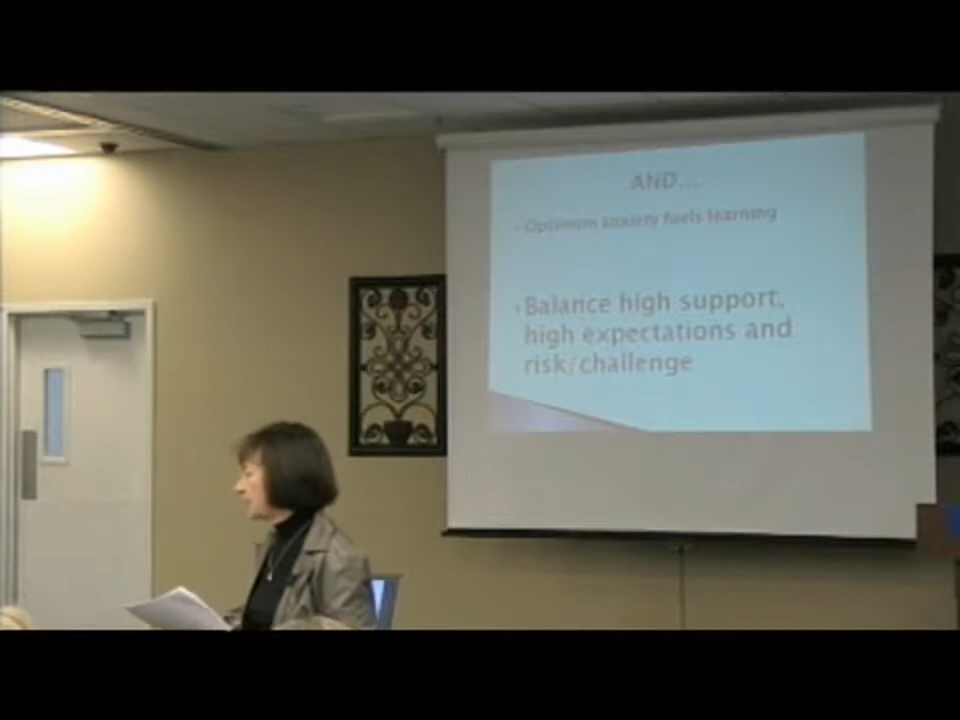 AND....
Optimum anxiety fuels learning
Balance high support,
high expectations and
risk/challenge